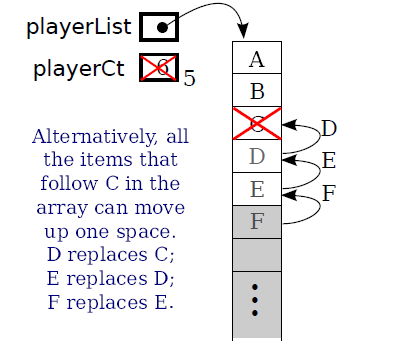 playerList
playerCt 6 5
A
B
C
D
E
F
D
E
F
Alternatively, all
the items that
follow C in the
array can move
up one space.
D replaces C;
E replaces D;
F replaces E.